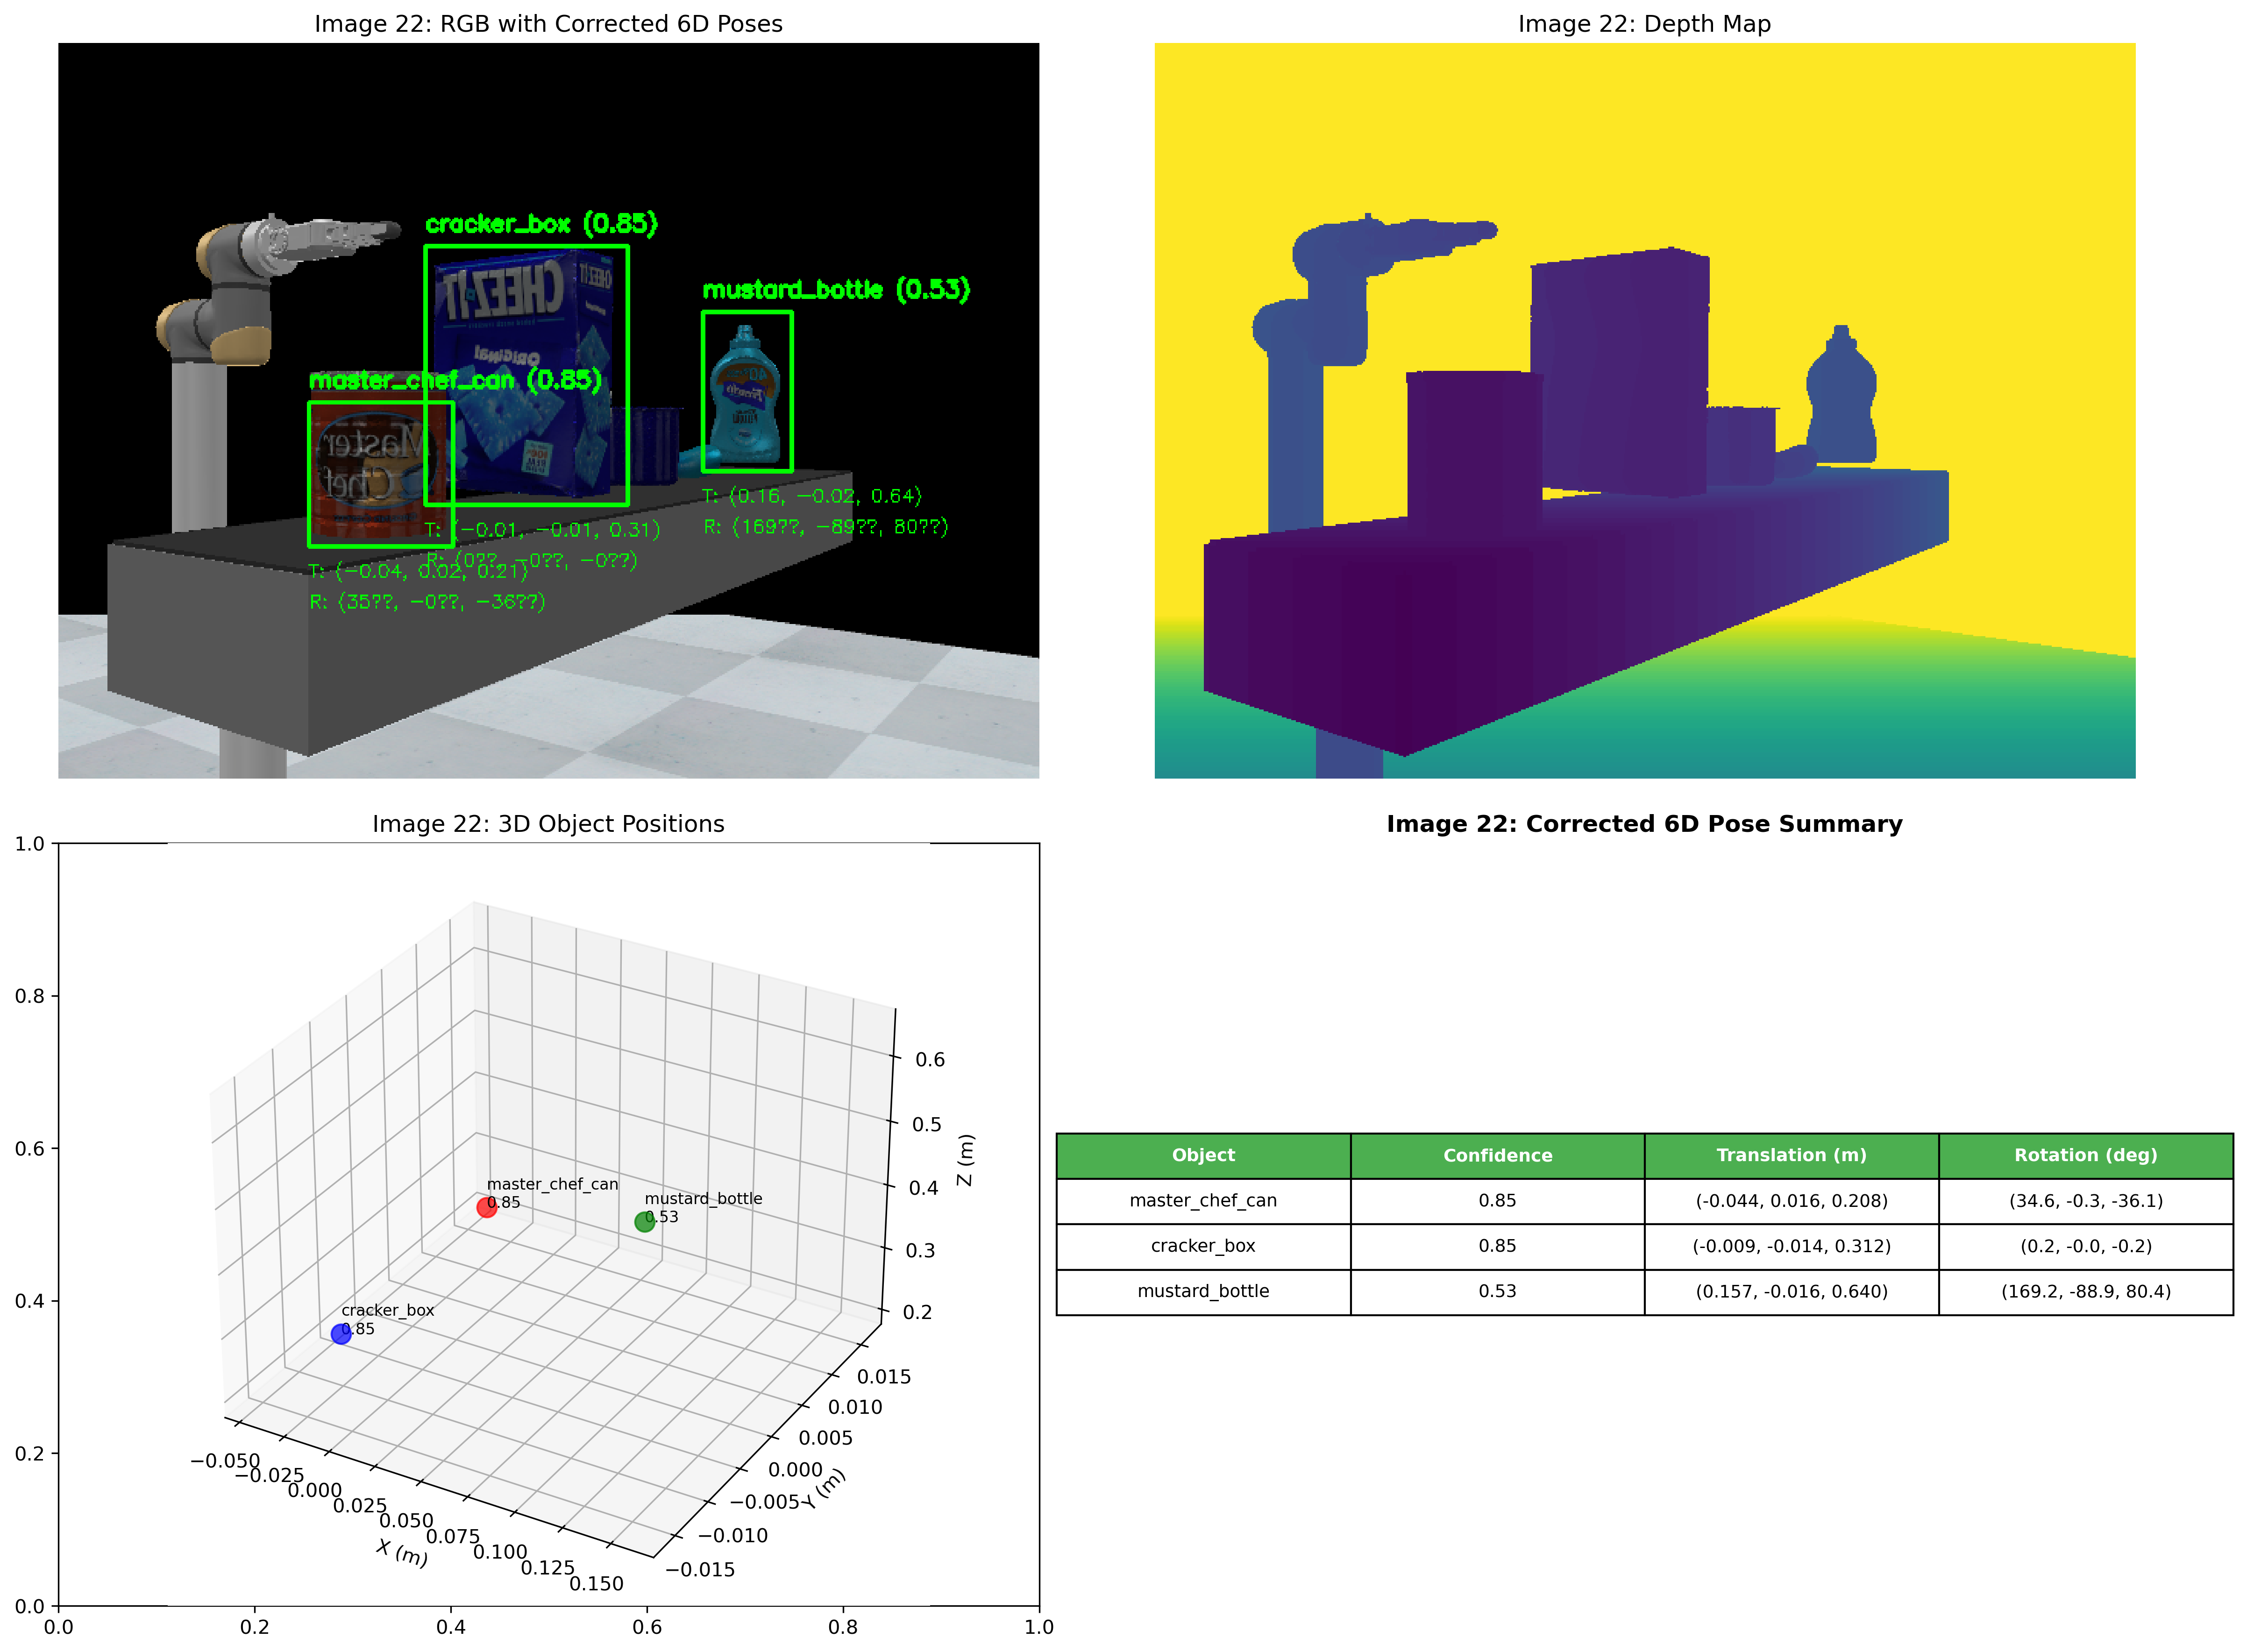 Image 22: RGB with Corrected 6D Poses
cracker_box (0.85)
mustard_bottle (0.53)
master_chef_can (0.85)
CHEEZ-IT
CHEEZ-IT
ORiGiNaL
Master
Chef
T: (0.16, −0.02, 0.64)
R: (169??, −89??, 80??)
T: (−0.01, −0.01, 0.31)
R: (0??, −0??, −0??)
T: (−0.04, 0.02, 0.21)
R: (35??, −0??, −36??)
Image 22: Depth Map
Image 22: 3D Object Positions
1.0
0.8
0.6
0.4
0.2
0.0
0.0
0.2
0.4
0.6
0.8
1.0
master_chef_can
0.85
mustard_bottle
0.53
cracker_box
0.85
Z (m)
0.6
0.5
0.4
0.3
0.2
Y (m)
0.015
0.010
0.005
0.000
−0.005
−0.010
−0.015
X (m)
−0.050
−0.025
0.000
0.025
0.050
0.075
0.100
0.125
0.150
Image 22: Corrected 6D Pose Summary
Object Confidence Translation (m) Rotation (deg)
master_chef_can 0.85 (-0.044, 0.016, 0.208) (34.6, -0.3, -36.1)
cracker_box 0.85 (-0.009, -0.014, 0.312) (0.2, -0.0, -0.2)
mustard_bottle 0.53 (0.157, -0.016, 0.640) (169.2, -88.9, 80.4)